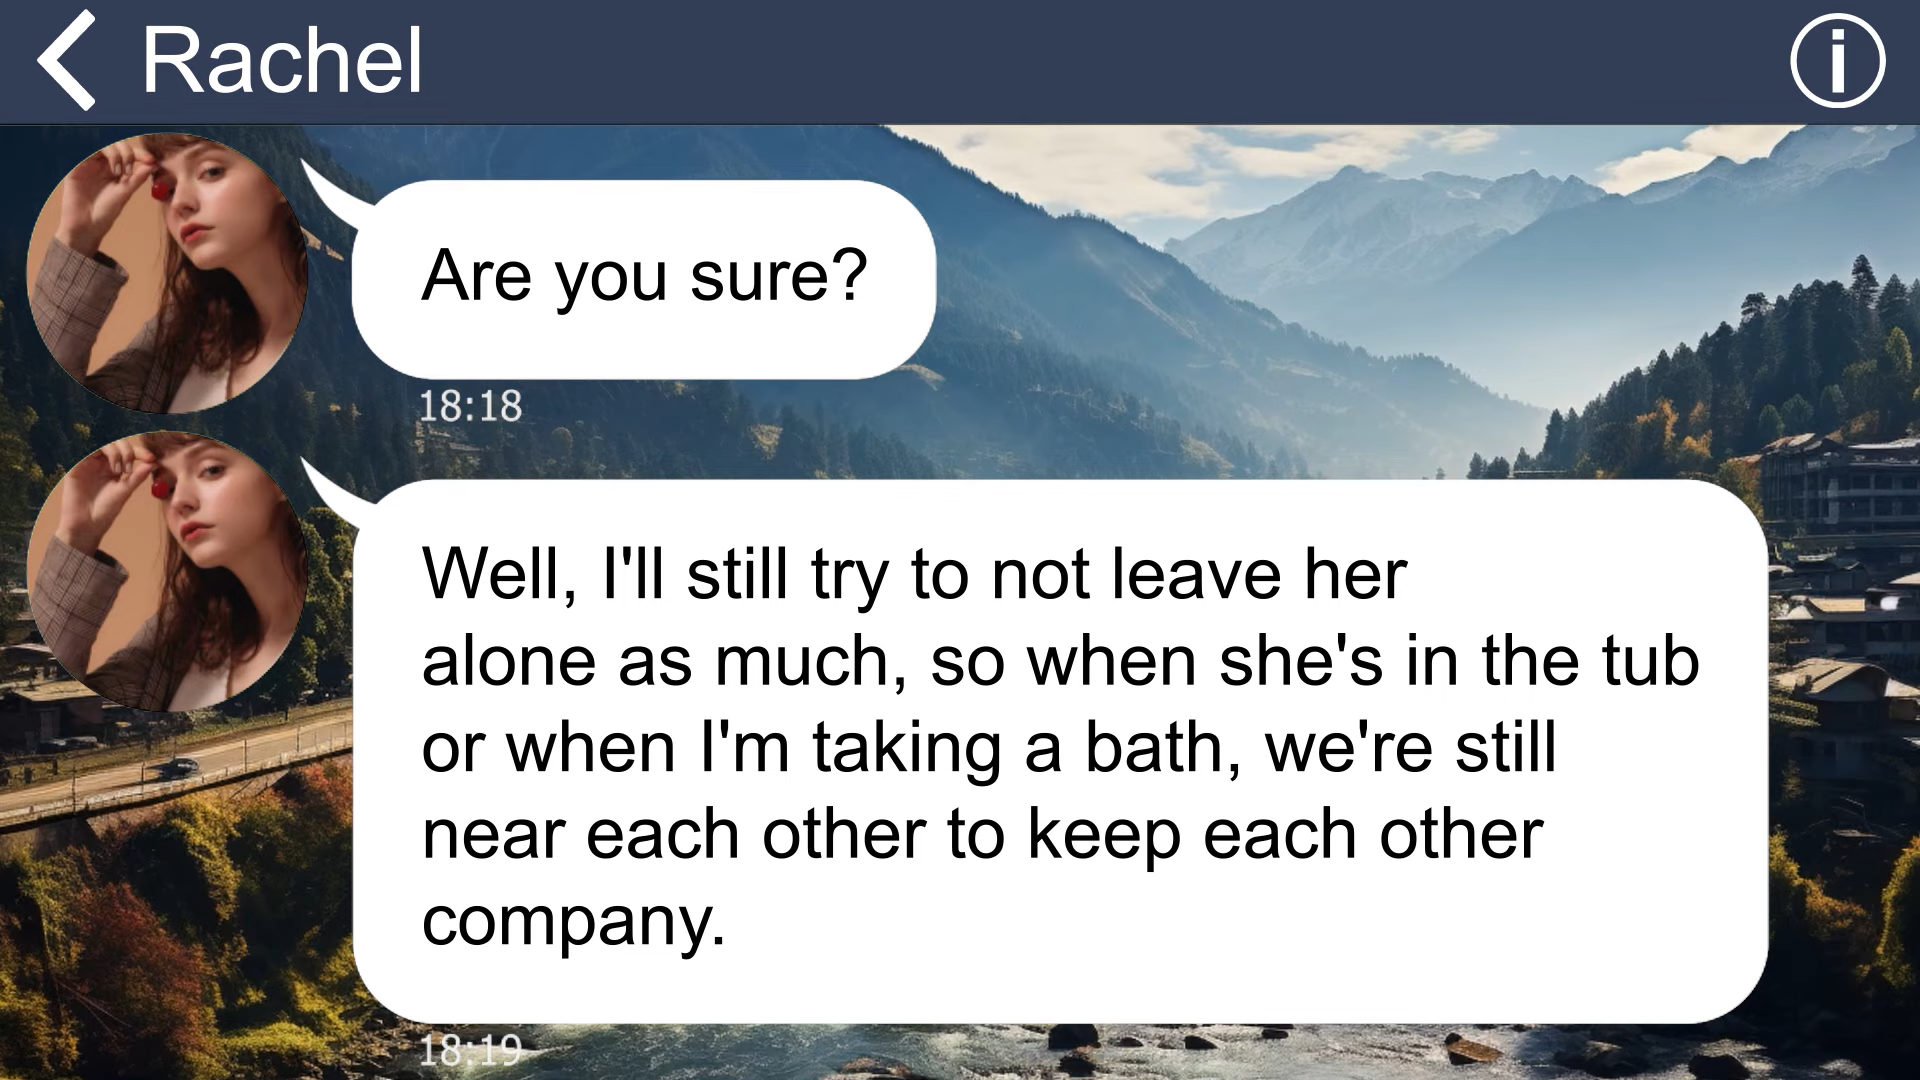 Rachel
Are you sure?
18:18
Well, I'll still try to not leave her
alone as much, so when she's in the tub
or when I'm taking a bath, we're still
near each other to keep each other
company.
18:19